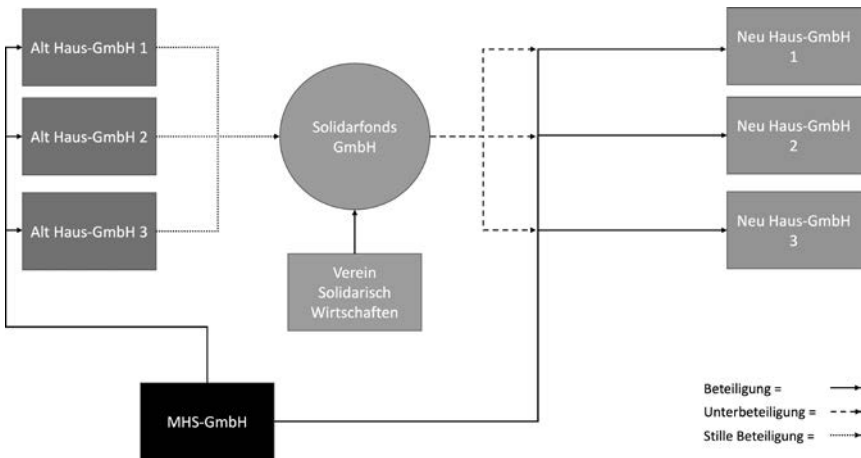 Alt Haus-GmbH 1
Alt Haus-GmbH 2
Alt Haus-GmbH 3
Solidarfonds
GmbH
Verein
Solidarisch
Wirtschaften
MHS-GmbH
Neu Haus-GmbH
1
Neu Haus-GmbH
2
Neu Haus-GmbH
3
Beteiligung =
Unterbeteiligung =
Stille Beteiligung =